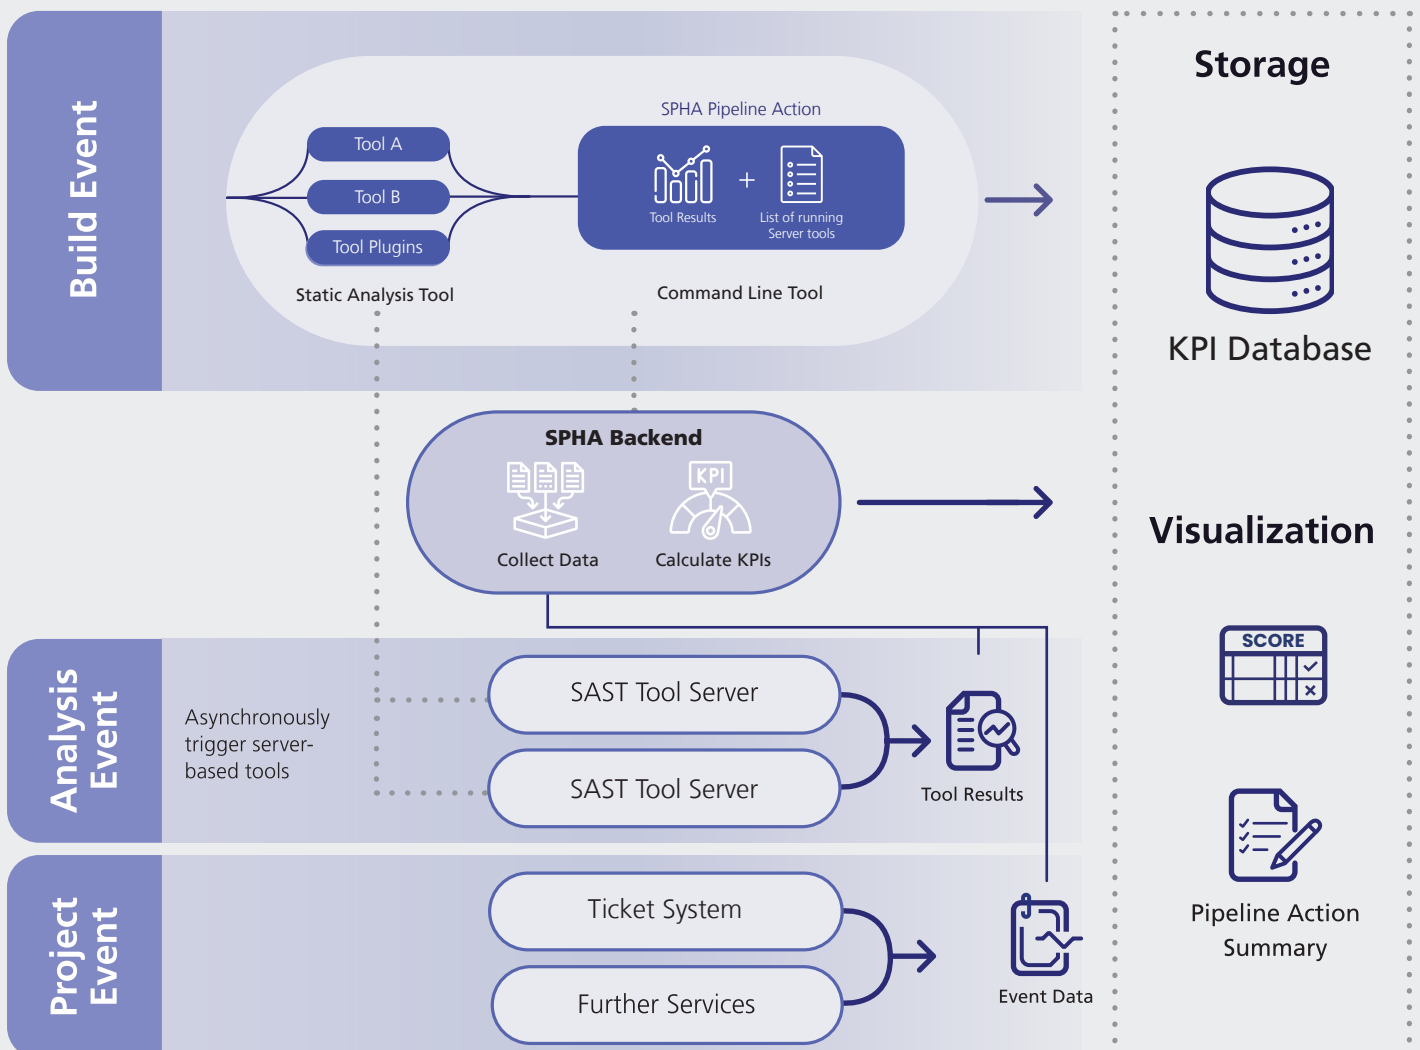 Build Event
SPHA Pipeline Action
Tool A
Tool B
Tool Plugins
Static Analysis Tool
+
Tool Results
List of running
Server tools
Command Line Tool
SPHA Backend
KPI
Collect Data
Calculate KPIs
Analysis
Event
Asynchronously
trigger server-
based tools
SAST Tool Server
SAST Tool Server
Tool Results
Project
Event
Ticket System
Further Services
Event Data
Storage
KPI Database
Visualization
SCORE
Pipeline Action
Summary